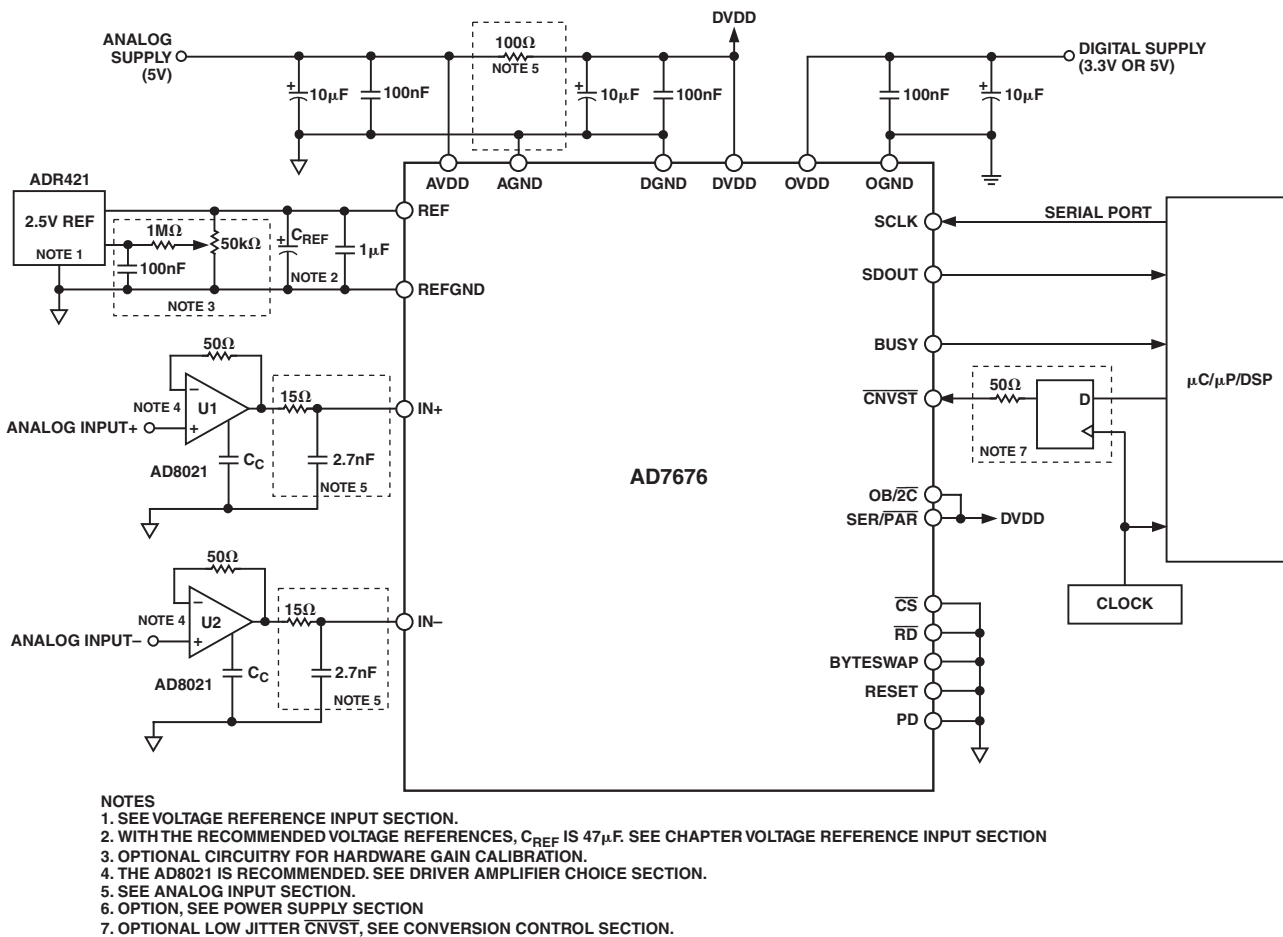 DVDD
ANALOG
SUPPLY
(5V)
100Ω
NOTE 5
DIGITAL SUPPLY
(3.3V OR 5V)
+
10μF
100nF
+
10μF
100nF
100nF
+
10μF
AVDD
AGND
DGND
DVDD
OVDD
OGND
ADR421
2.5V REF
NOTE 1
1MΩ
50kΩ
100nF
NOTE 3
+
CREF
NOTE 2
1μF
REF
REFGND
SCLK
SERIAL PORT
SDOUT
BUSY
CNVST
50Ω
D
NOTE 7
μC/μP/DSP
50Ω
NOTE 4
–
U1
+
ANALOG INPUT+
AD8021
CC
15Ω
2.7nF
NOTE 5
IN+
AD7676
OB/2C
SER/PAR
DVDD
CLOCK
50Ω
NOTE 4
–
U2
+
ANALOG INPUT–
AD8021
CC
15Ω
2.7nF
NOTE 5
IN–
CS
RD
BYTESWAP
RESET
PD
NOTES
1. SEE VOLTAGE REFERENCE INPUT SECTION.
2. WITH THE RECOMMENDED VOLTAGE REFERENCES, CREF IS 47μF. SEE CHAPTER VOLTAGE REFERENCE INPUT SECTION
3. OPTIONAL CIRCUITRY FOR HARDWARE GAIN CALIBRATION.
4. THE AD8021 IS RECOMMENDED. SEE DRIVER AMPLIFIER CHOICE SECTION.
5. SEE ANALOG INPUT SECTION.
6. OPTION, SEE POWER SUPPLY SECTION
7. OPTIONAL LOW JITTER CNVST, SEE CONVERSION CONTROL SECTION.